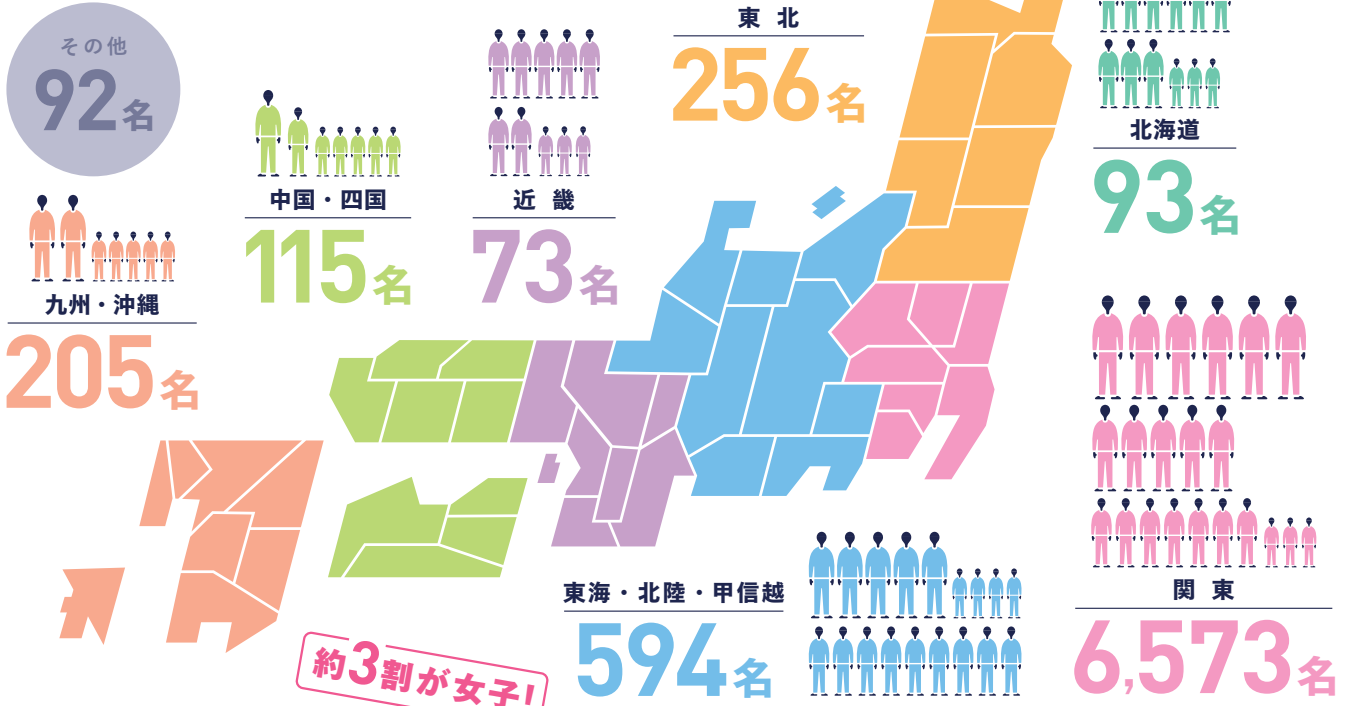 その他
92名
九州・沖縄
205名
中国・四国
115名
近畿
73名
東北
256名
北海道
93名
東海・北陸・甲信越
594名
関東
6,573名
約3割が女子!